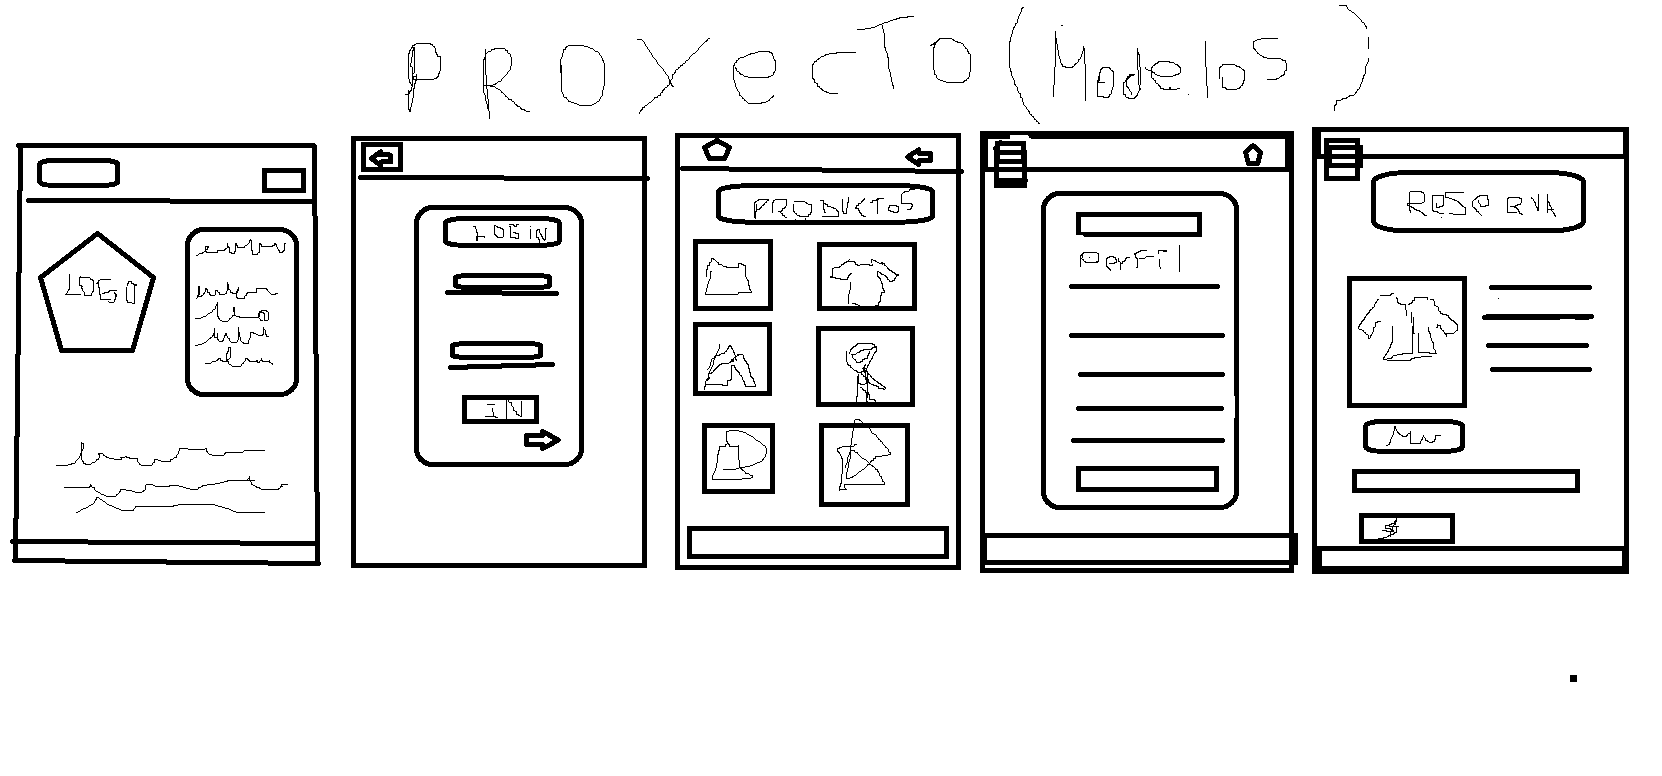 PROYecTO (Modelos)
LOGO
LOGIN
IN
PRODUCTOS
Perfil
ReSeRVA
$